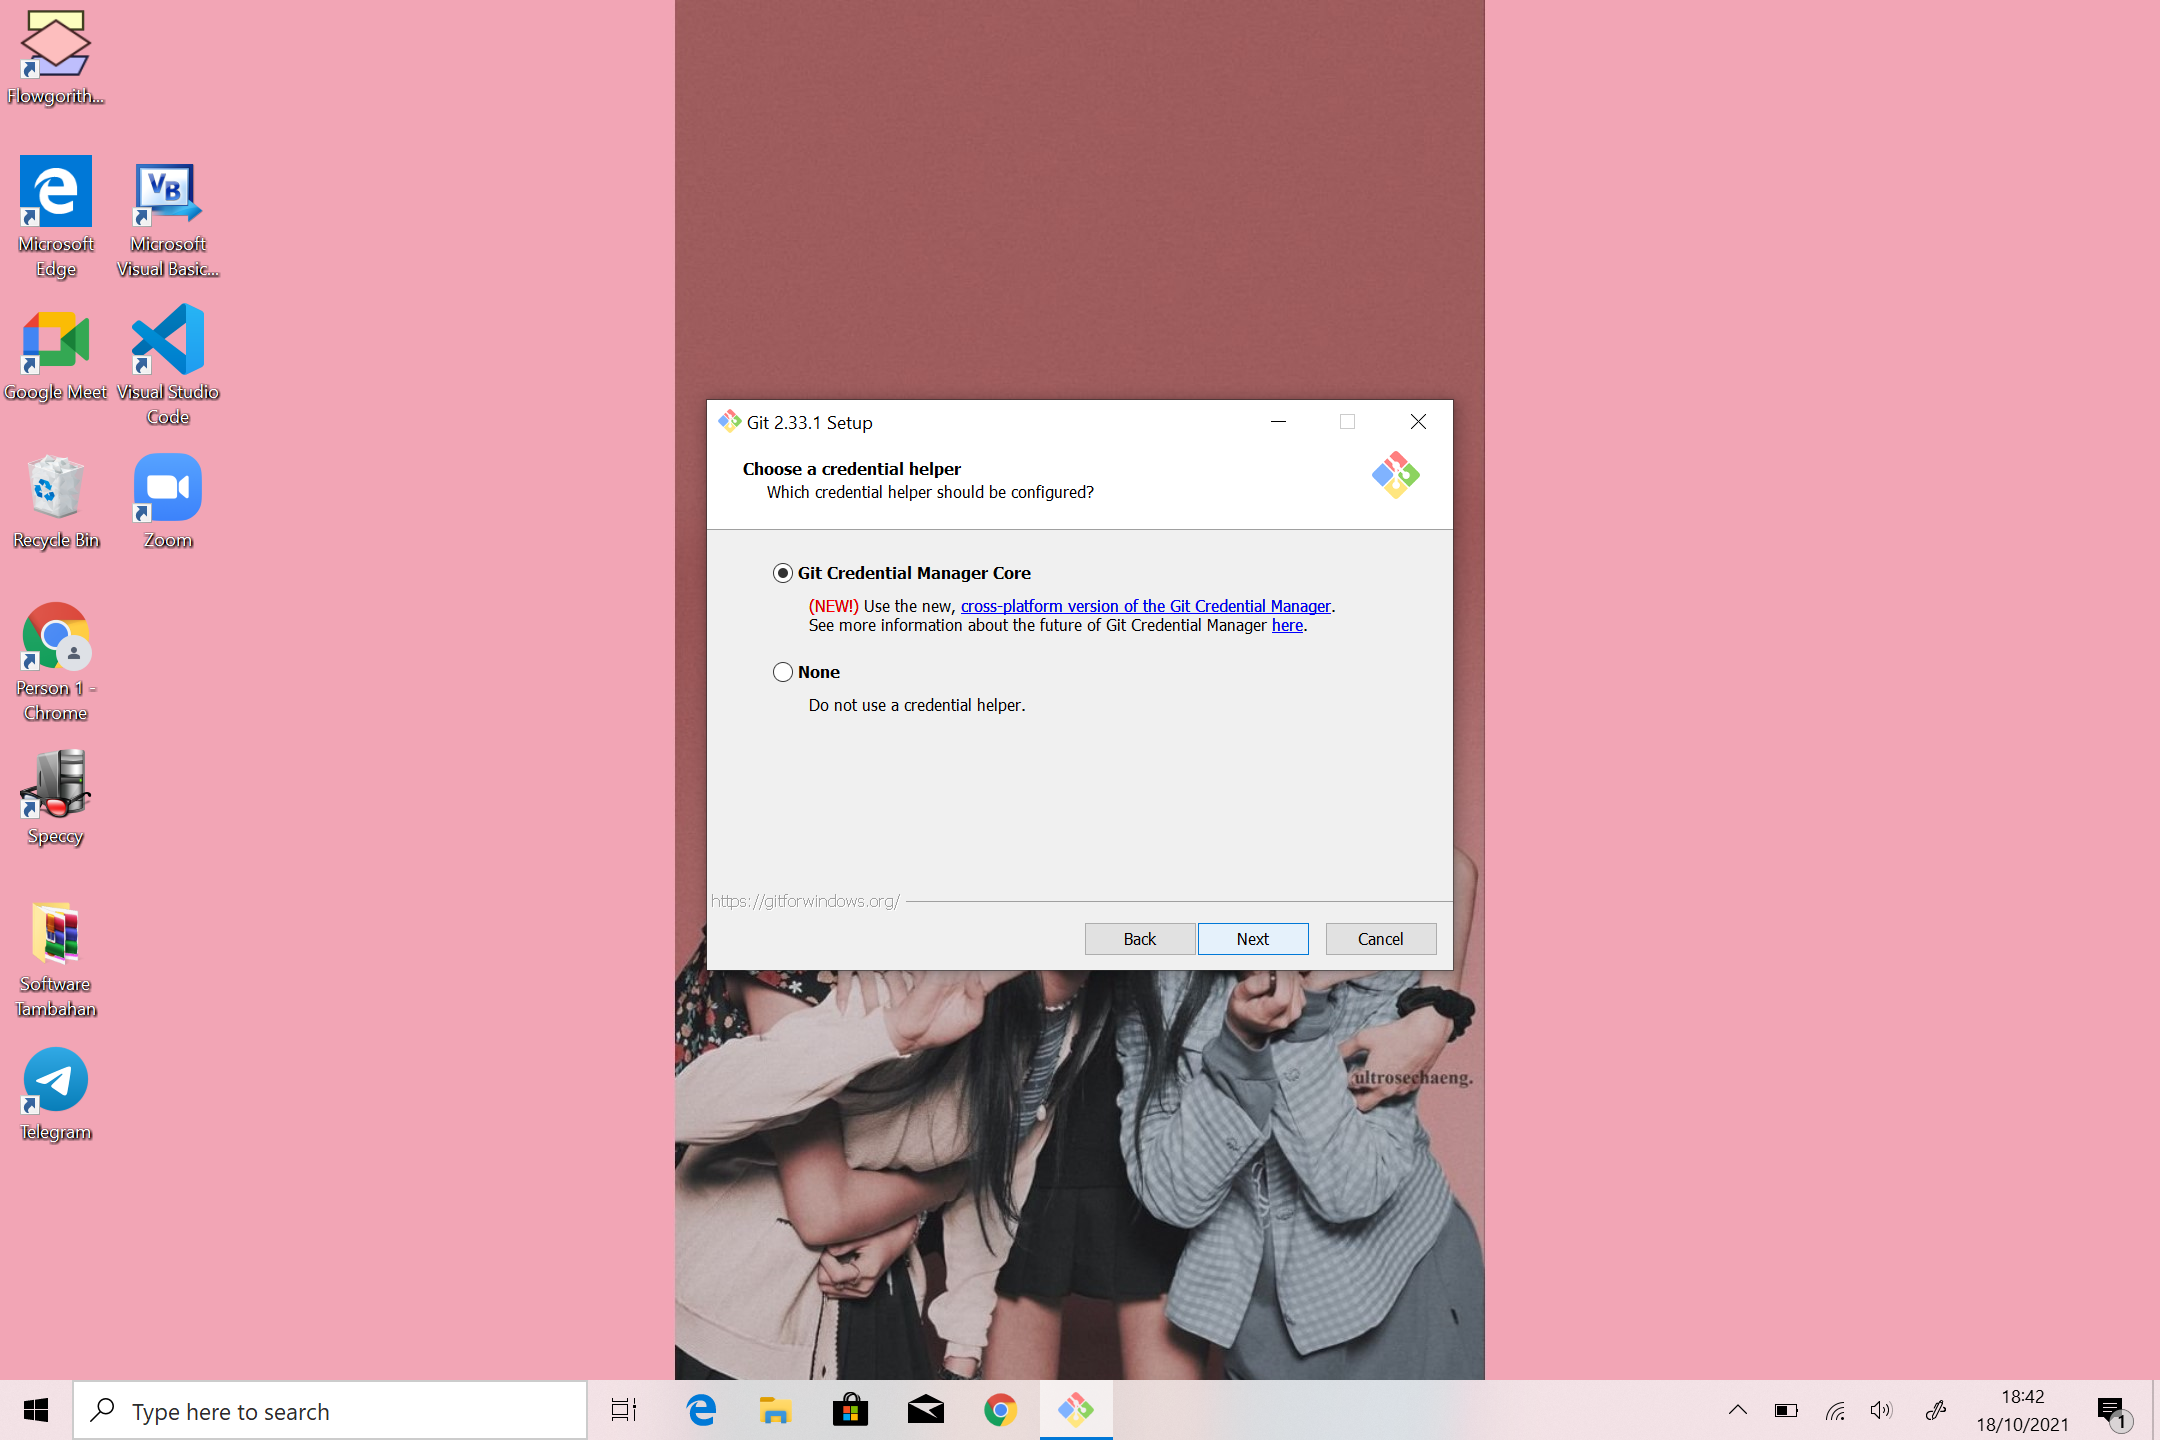 Flowgorith...
Microsoft
Edge
Microsoft
Visual Basic...
Google Meet
Visual Studio
Code
Recycle Bin
Zoom
Person 1 -
Chrome
Speccy
Software
Tambahan
Telegram
Git 2.33.1 Setup
Choose a credential helper
Which credential helper should be configured?
Git Credential Manager Core
(NEW!) Use the new, cross-platform version of the Git Credential Manager.
See more information about the future of Git Credential Manager here.
None
Do not use a credential helper.
https://gitforwindows.org/
Back
Next
Cancel
ultrosechaeng.
Type here to search
18:42
18/10/2021
1